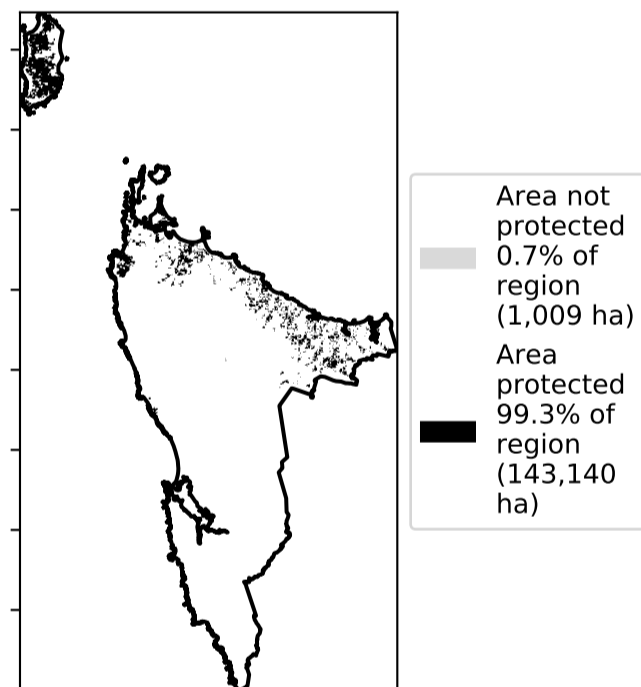 Area not
protected
0.7% of
region
(1,009 ha)
Area
protected
99.3% of
region
(143,140
ha)